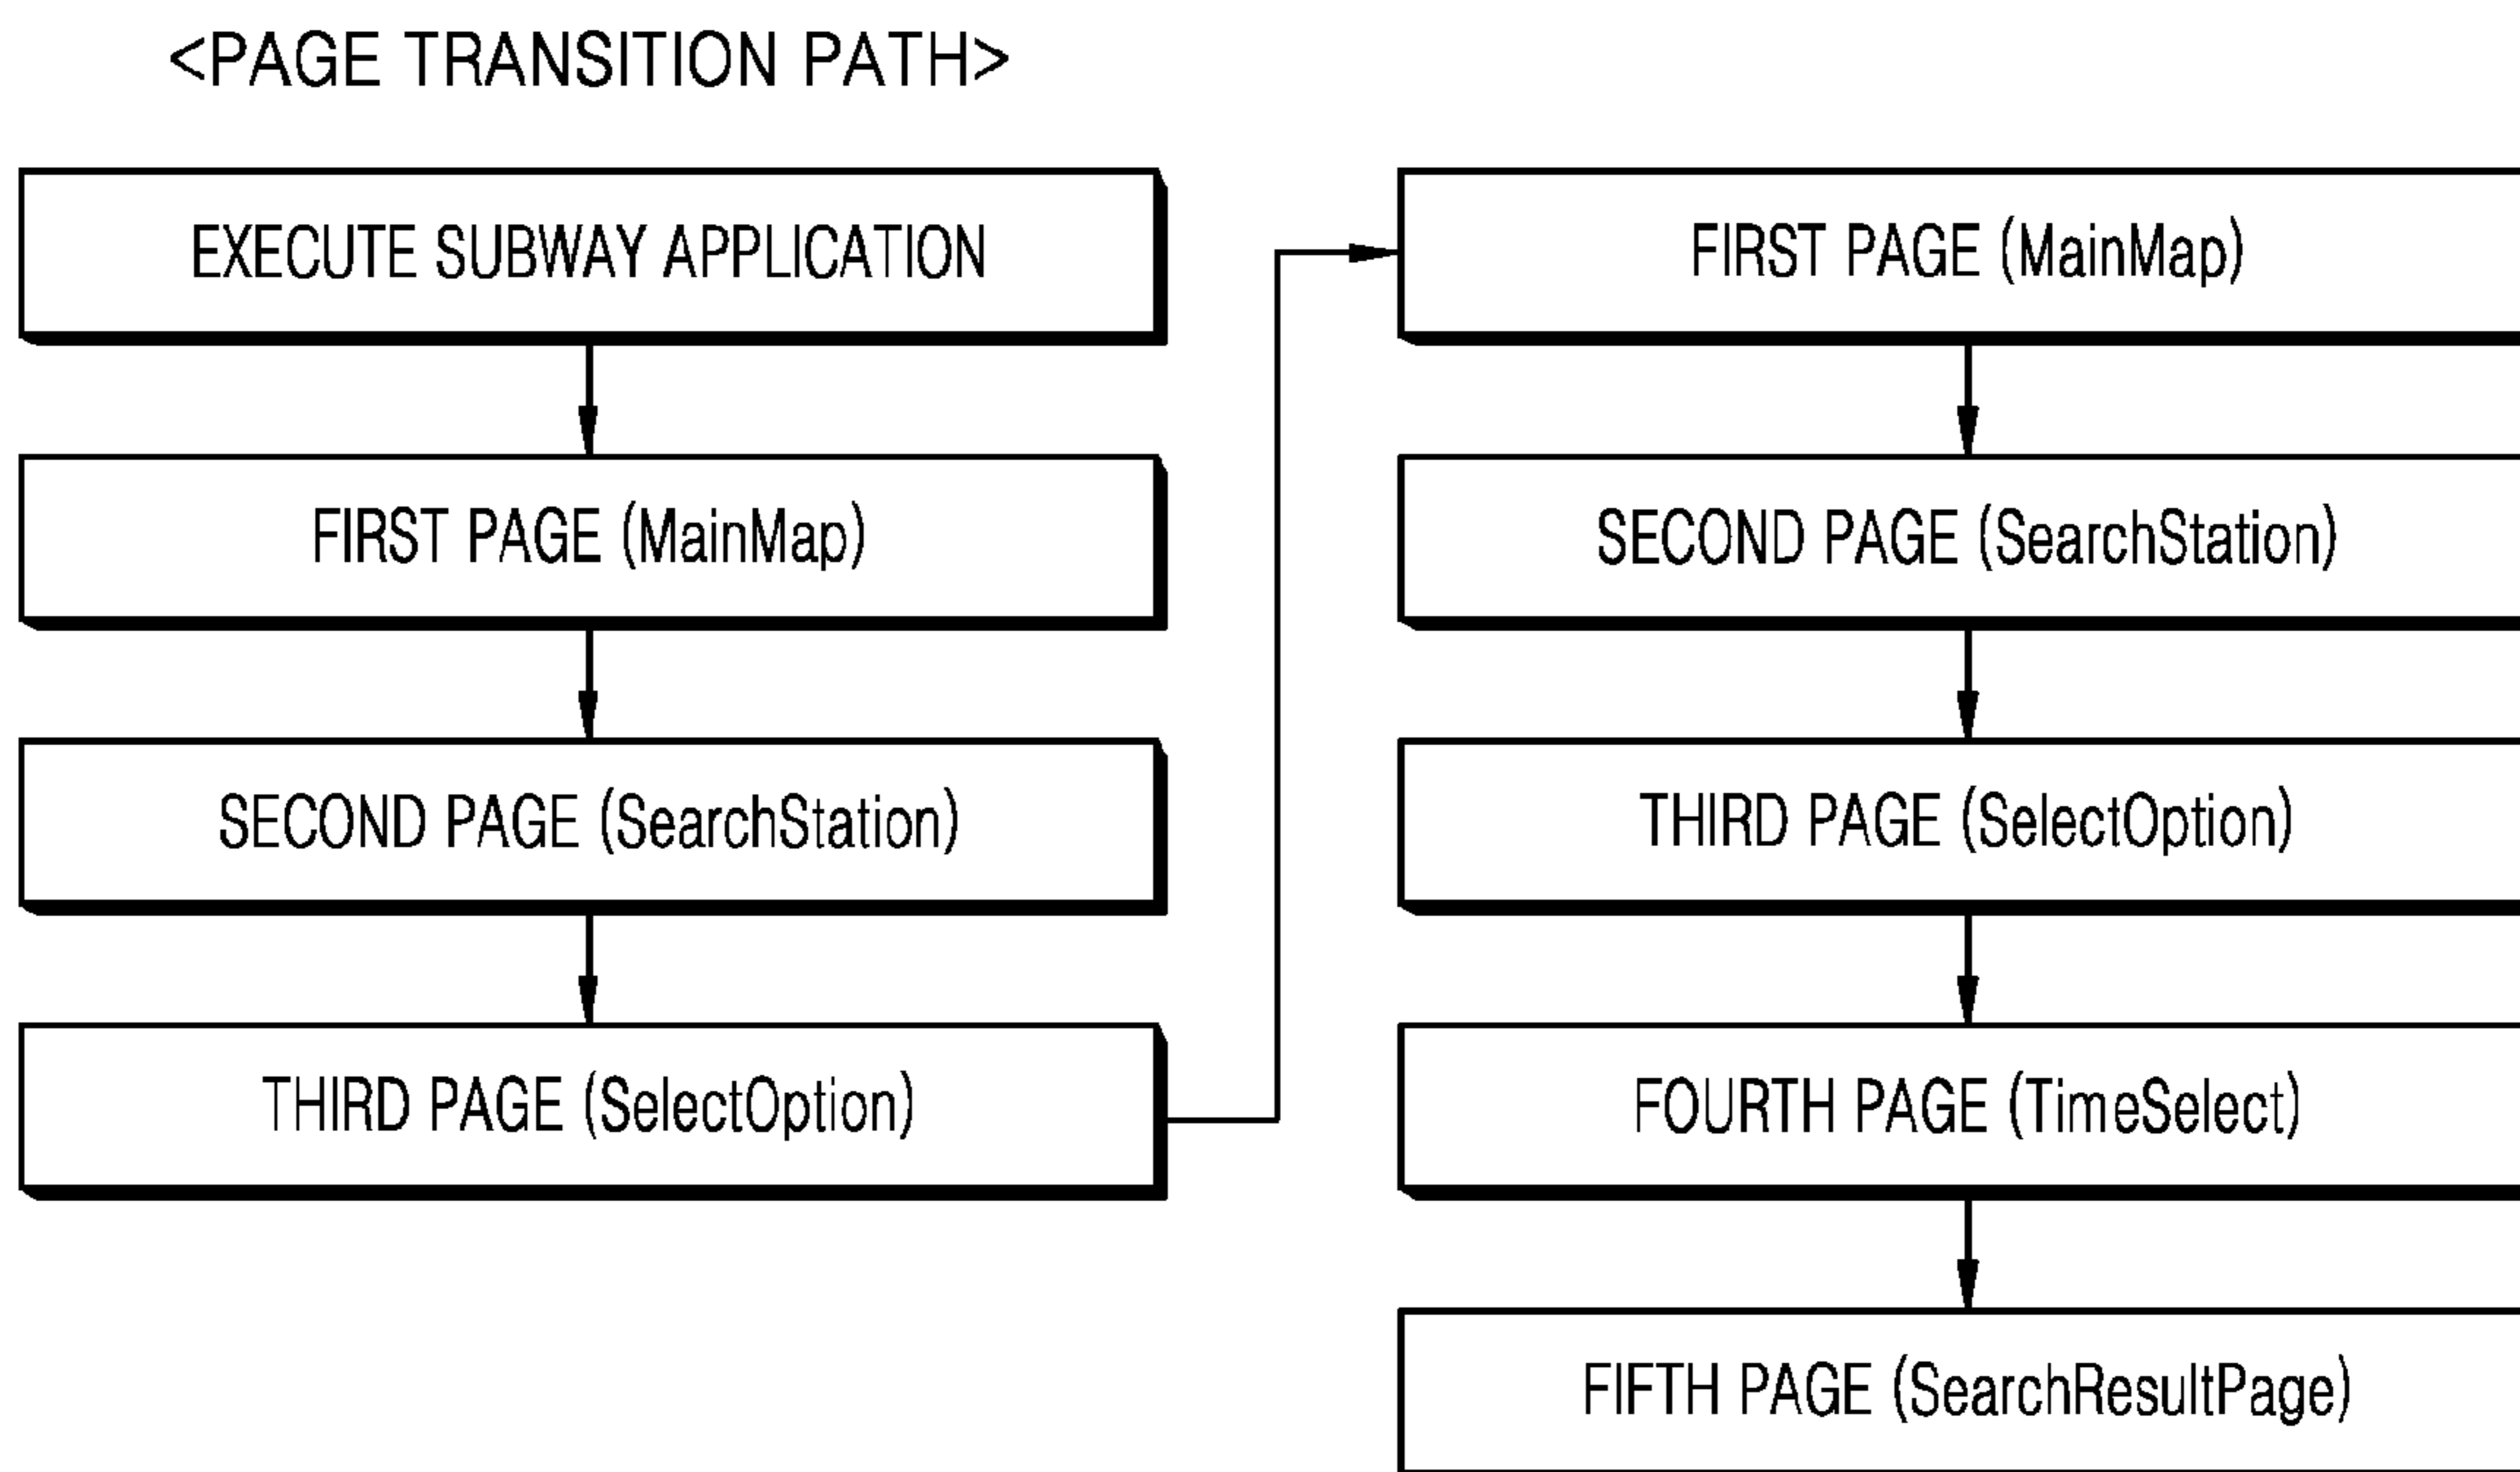 <PAGE TRANSITION PATH>
EXECUTE SUBWAY APPLICATION
FIRST PAGE (MainMap)
SECOND PAGE (SearchStation)
THIRD PAGE (SelectOption)
FIRST PAGE (MainMap)
SECOND PAGE (SearchStation)
THIRD PAGE (SelectOption)
FOURTH PAGE (TimeSelect)
FIFTH PAGE (SearchResultPage)